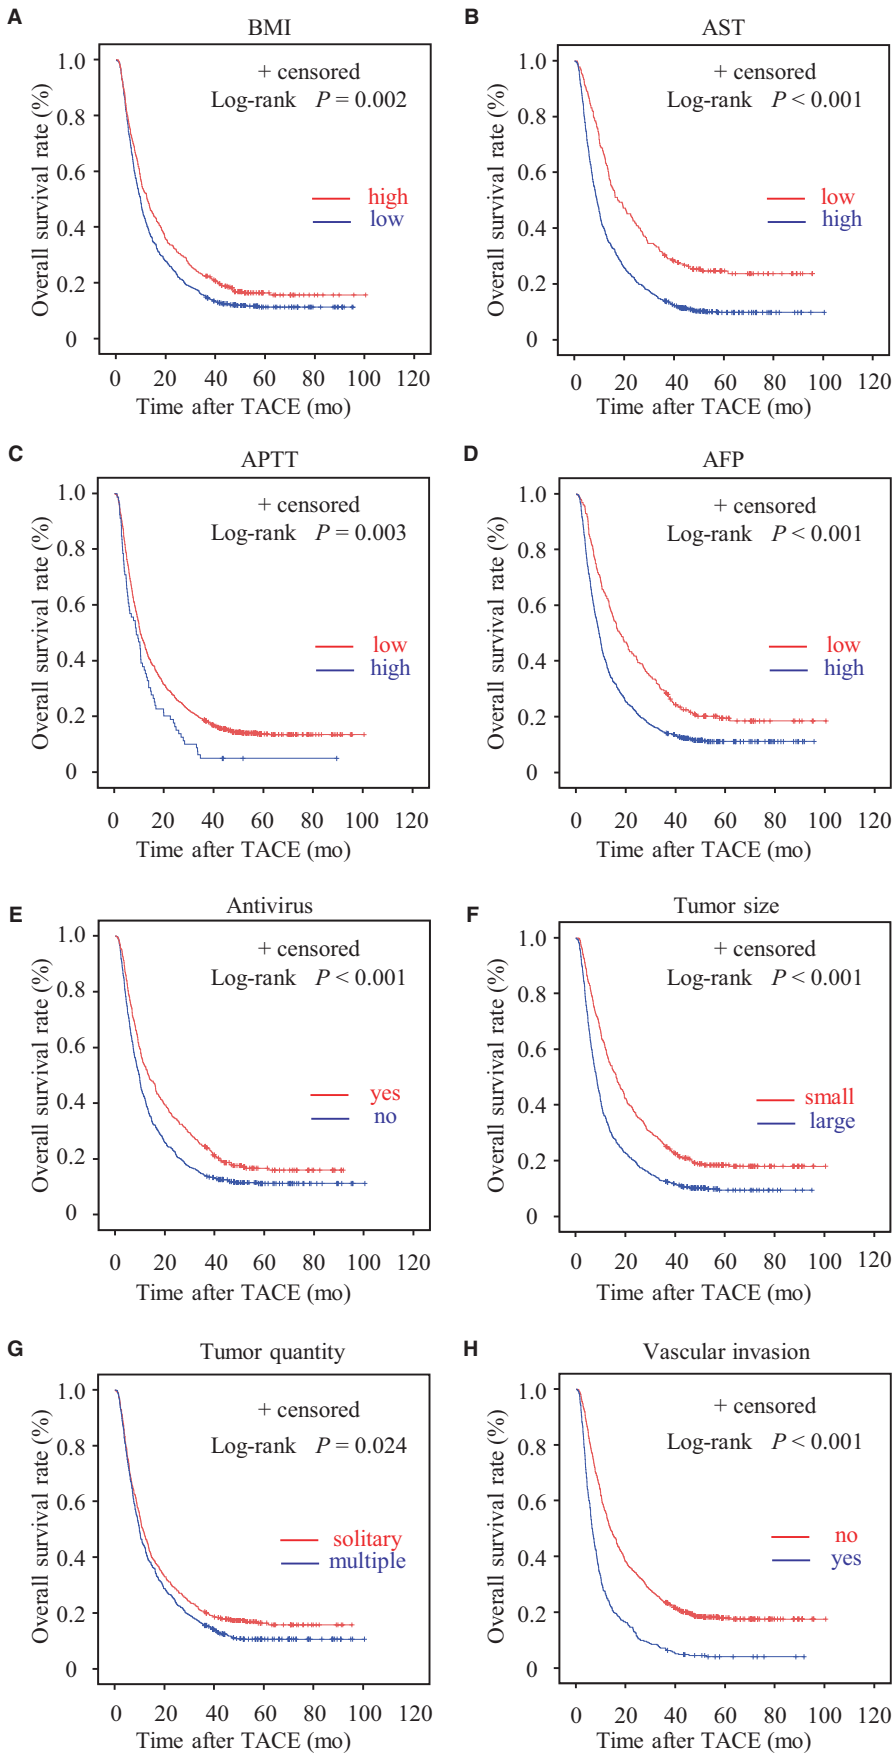 A
BMI
+ censored
Log-rank P = 0.002
high
low
Overall survival rate (%)
1.0
0.8
0.6
0.4
0.2
0
0 20 40 60 80 100 120
Time after TACE (mo)
B
AST
+ censored
Log-rank P < 0.001
low
high
Overall survival rate (%)
1.0
0.8
0.6
0.4
0.2
0
0 20 40 60 80 100 120
Time after TACE (mo)
C
APTT
+ censored
Log-rank P = 0.003
low
high
Overall survival rate (%)
1.0
0.8
0.6
0.4
0.2
0
0 20 40 60 80 100 120
Time after TACE (mo)
D
AFP
+ censored
Log-rank P < 0.001
low
high
Overall survival rate (%)
1.0
0.8
0.6
0.4
0.2
0
0 20 40 60 80 100 120
Time after TACE (mo)
E
Antivirus
+ censored
Log-rank P < 0.001
yes
no
Overall survival rate (%)
1.0
0.8
0.6
0.4
0.2
0
0 20 40 60 80 100 120
Time after TACE (mo)
F
Tumor size
+ censored
Log-rank P < 0.001
small
large
Overall survival rate (%)
1.0
0.8
0.6
0.4
0.2
0
0 20 40 60 80 100 120
Time after TACE (mo)
G
Tumor quantity
+ censored
Log-rank P = 0.024
solitary
multiple
Overall survival rate (%)
1.0
0.8
0.6
0.4
0.2
0
0 20 40 60 80 100 120
Time after TACE (mo)
H
Vascular invasion
+ censored
Log-rank P < 0.001
no
yes
Overall survival rate (%)
1.0
0.8
0.6
0.4
0.2
0
0 20 40 60 80 100 120
Time after TACE (mo)